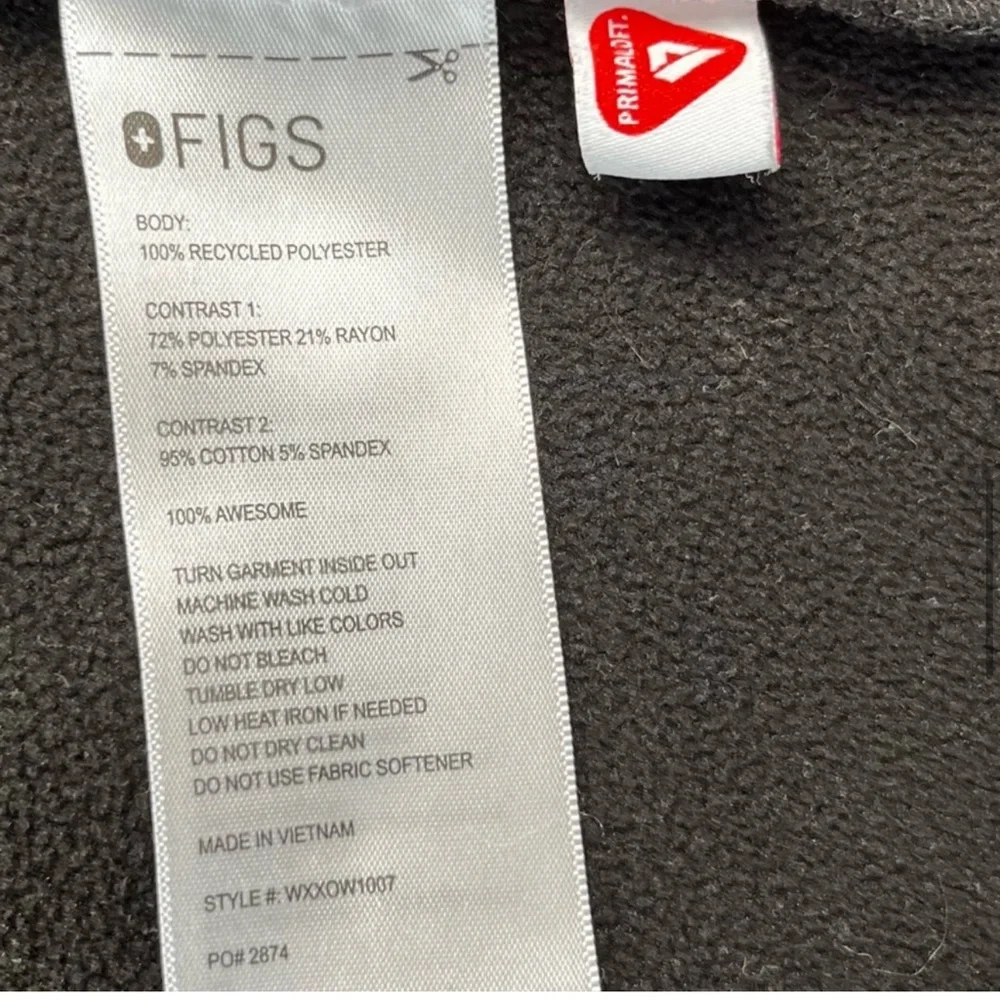 FIGS
BODY:
100% RECYCLED POLYESTER
CONTRAST 1:
72% POLYESTER 21% RAYON
7% SPANDEX
CONTRAST 2:
95% COTTON 5% SPANDEX
100% AWESOME
TURN GARMENT INSIDE OUT
MACHINE WASH COLD
WASH WITH LIKE COLORS
DO NOT BLEACH
TUMBLE DRY LOW
LOW HEAT IRON IF NEEDED
DO NOT DRY CLEAN
DO NOT USE FABRIC SOFTENER
MADE IN VIETNAM
STYLE #: WXXOW1007
PO# 2874
PRIMALOFT.